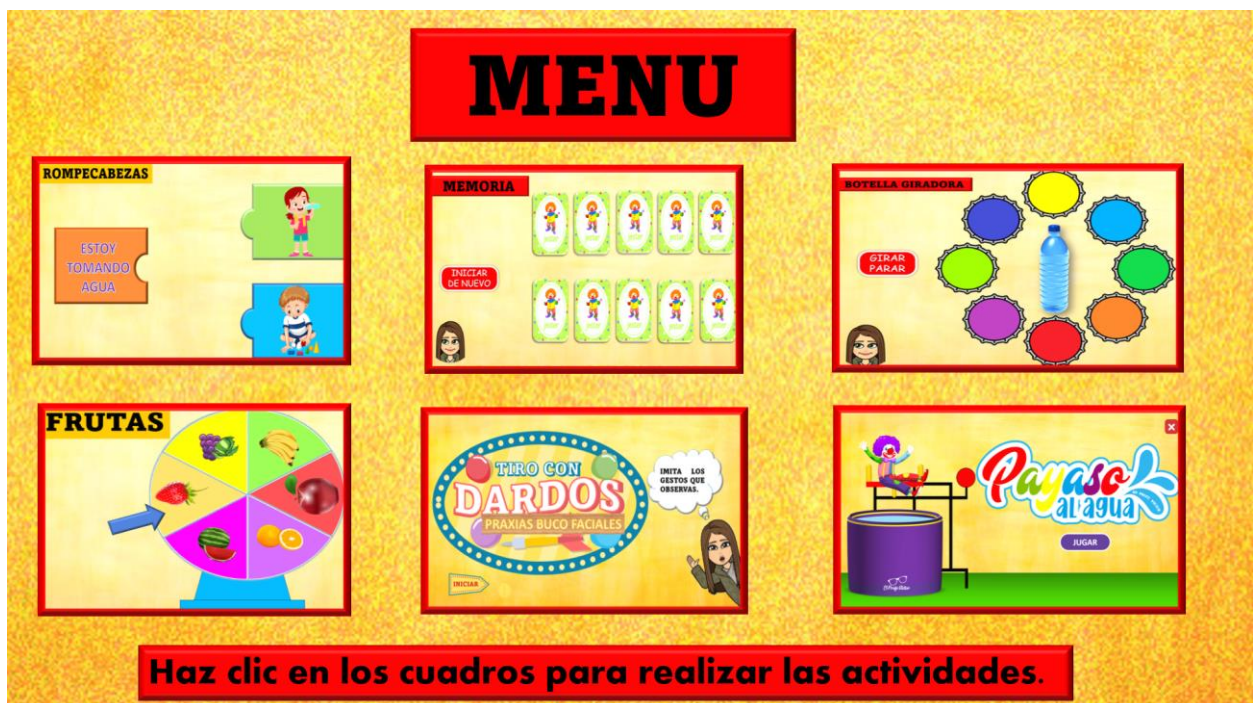 MENU
ROMPECABEZAS
ESTOY
TOMANDO
AGUA
MEMORIA
INICIAR
DE NUEVO
BOTELLA GIRADORA
GIRAR
PARAR
FRUTAS
TIRO CON
DARDOS
PRAXIAS BUCO FACIALES
INICIAR
IMITA LOS
GESTOS QUE
OBSERVAS.
Payaso
AL AGUA
JUGAR
Haz clic en los cuadros para realizar las actividades.